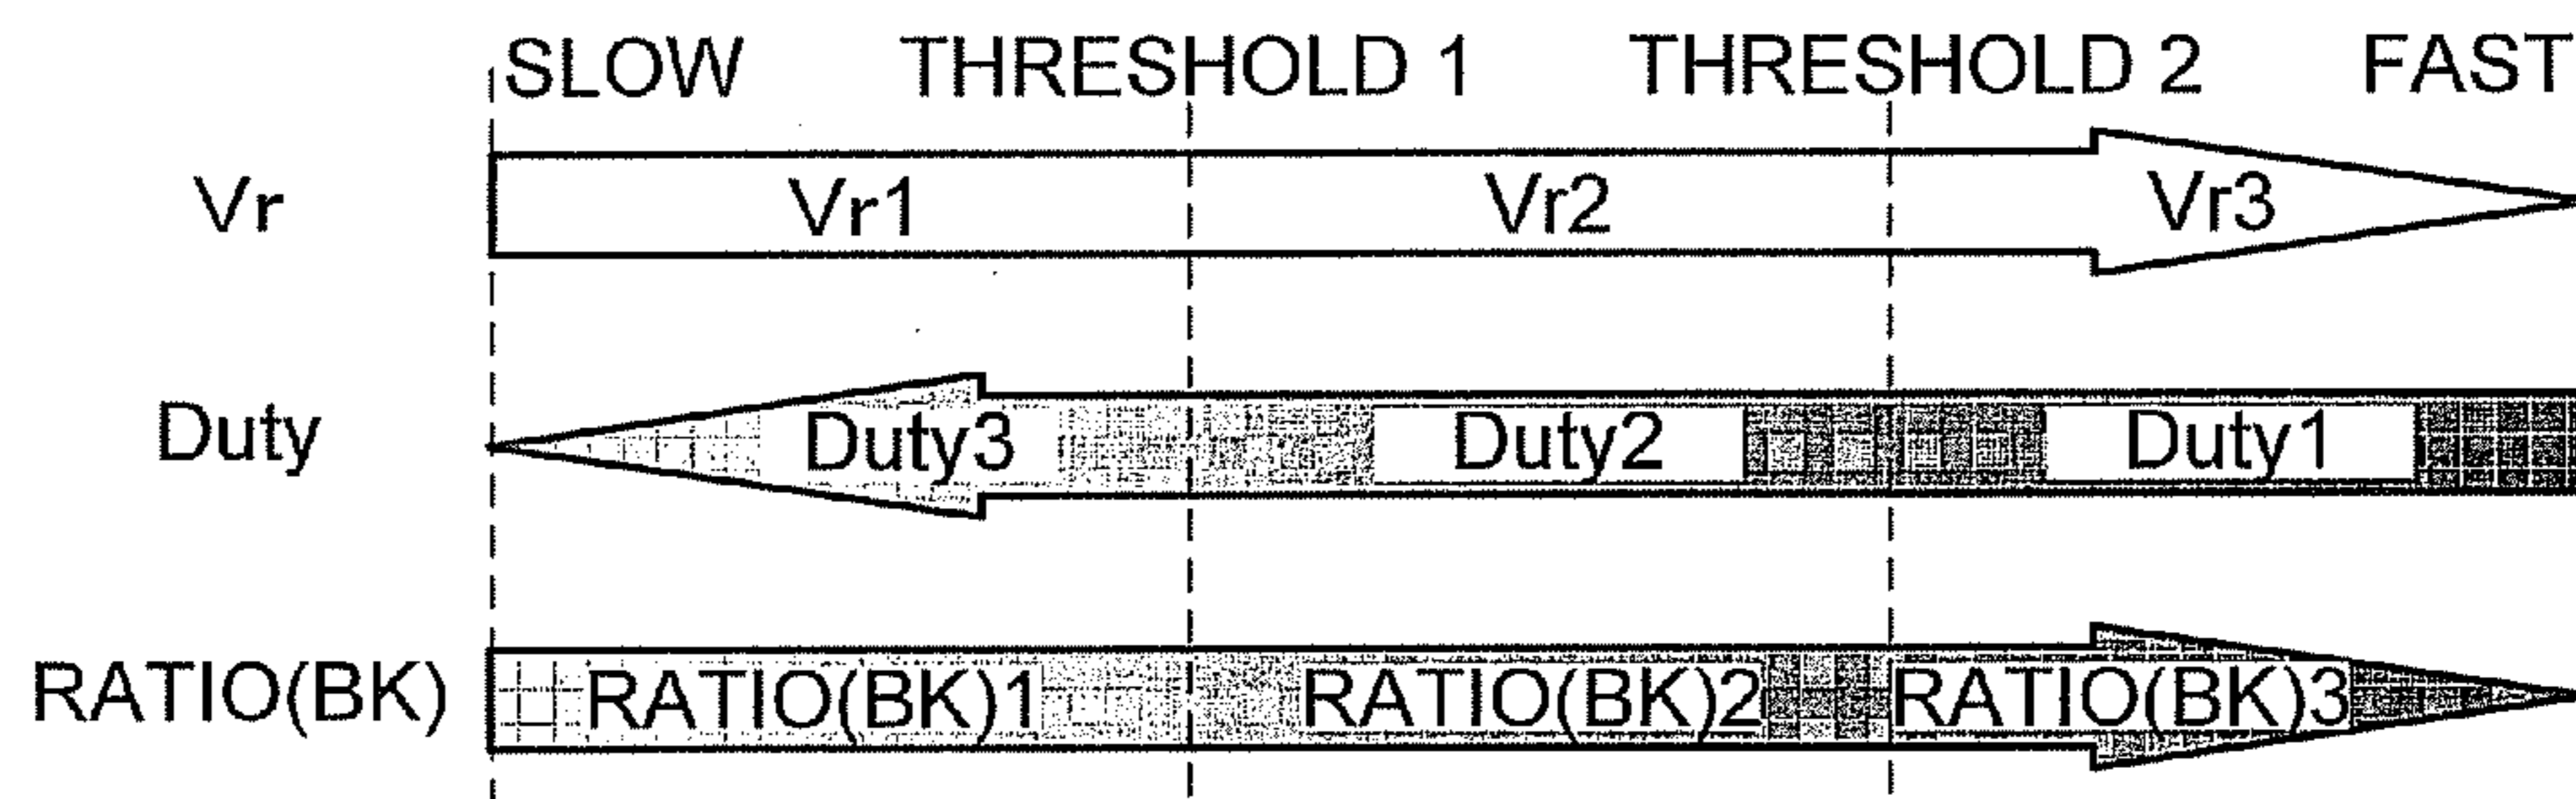 SLOW THRESHOLD 1 THRESHOLD 2 FAST
Vr Vr1 Vr2 Vr3
Duty Duty3 Duty2 Duty1
RATIO(BK) RATIO(BK)1 RATIO(BK)2 RATIO(BK)3